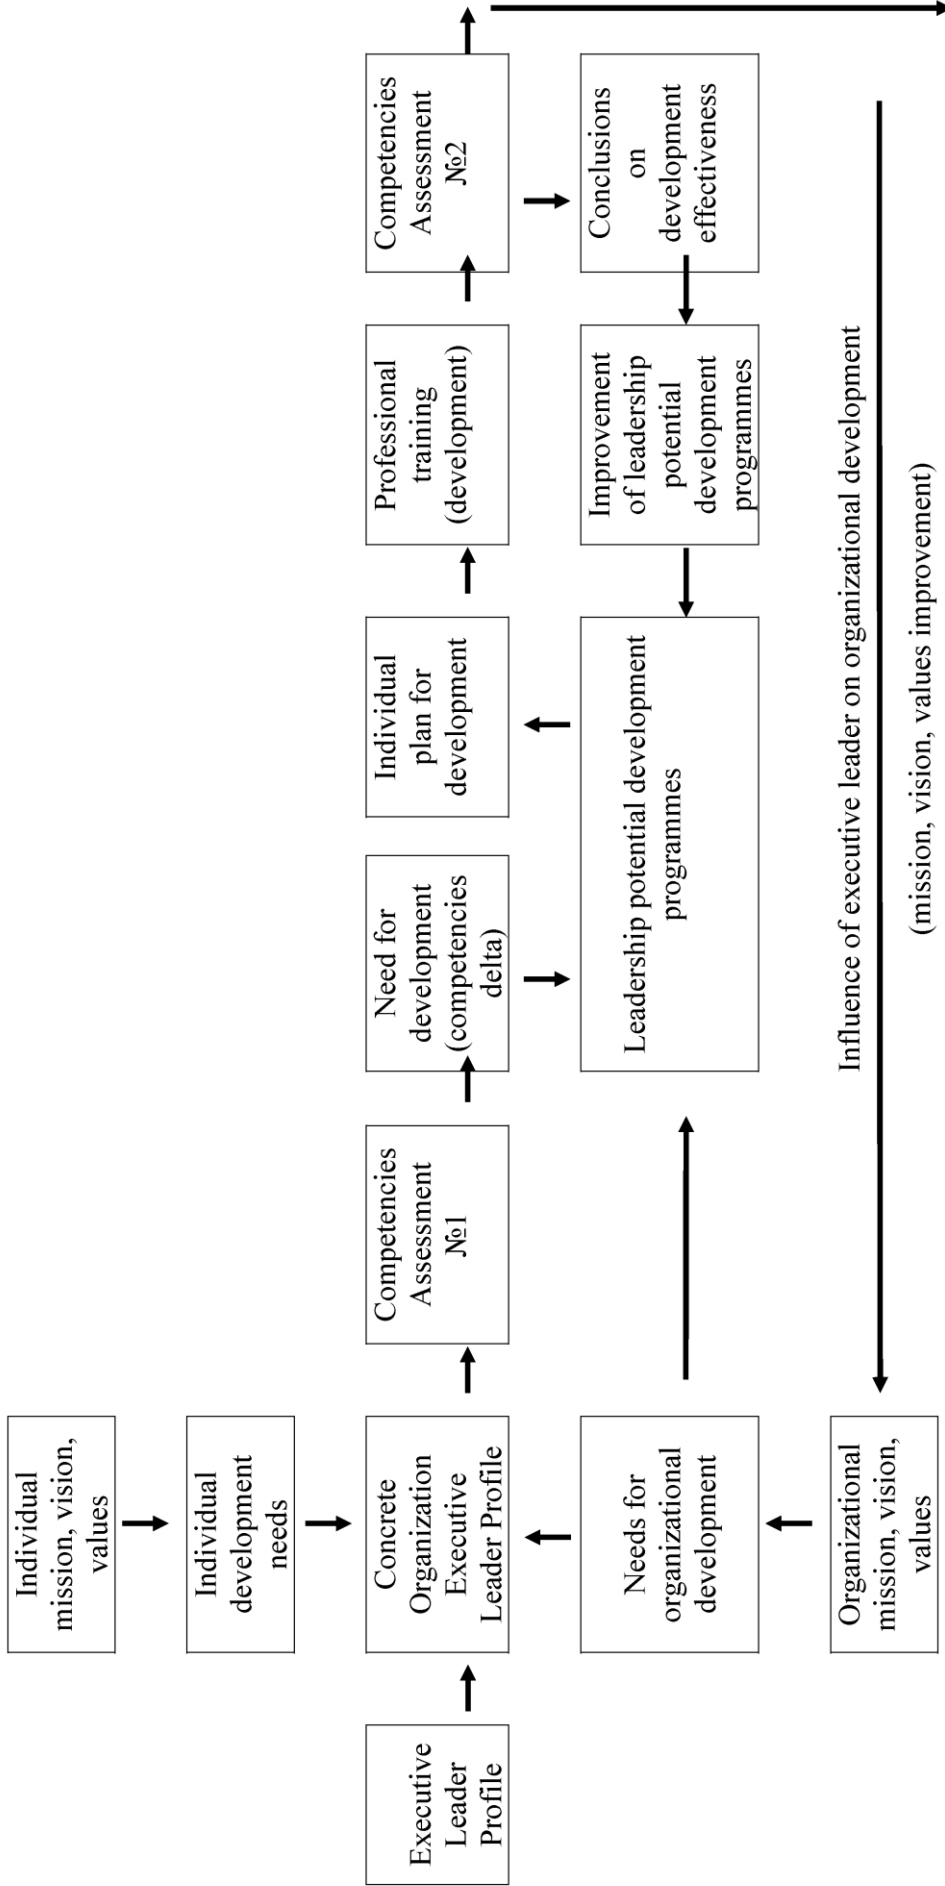 Individual
mission, vision,
values
Individual
development
needs
Executive
Leader
Profile
Concrete
Organization
Executive
Leader Profile
Competencies
Assessment
№1
Need for
development
(competencies
delta)
Individual
plan for
development
Professional
training
(development)
Competencies
Assessment
№2
Needs for
organizational
development
Leadership potential development
programmes
Improvement
of leadership
potential
development
programmes
Conclusions
on
development
effectiveness
Organizational
mission, vision,
values
Influence of executive leader on organizational development
(mission, vision, values improvement)